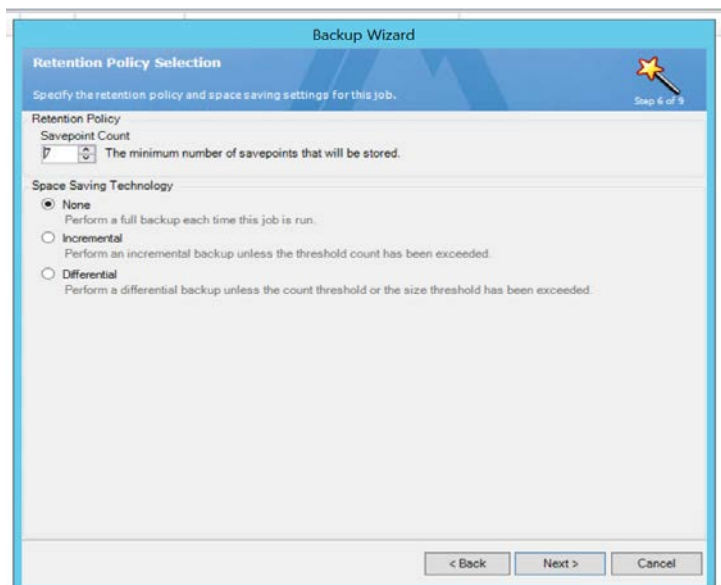 Backup Wizard
Retention Policy Selection
Specify the retention policy and space saving settings for this job.
Step 6 of 9
Retention Policy
Savepoint Count
7 The minimum number of savepoints that will be stored.
Space Saving Technology
None
Perform a full backup each time this job is run.
Incremental
Perform an incremental backup unless the threshold count has been exceeded.
Differential
Perform a differential backup unless the count threshold or the size threshold has been exceeded.
< Back Next > Cancel